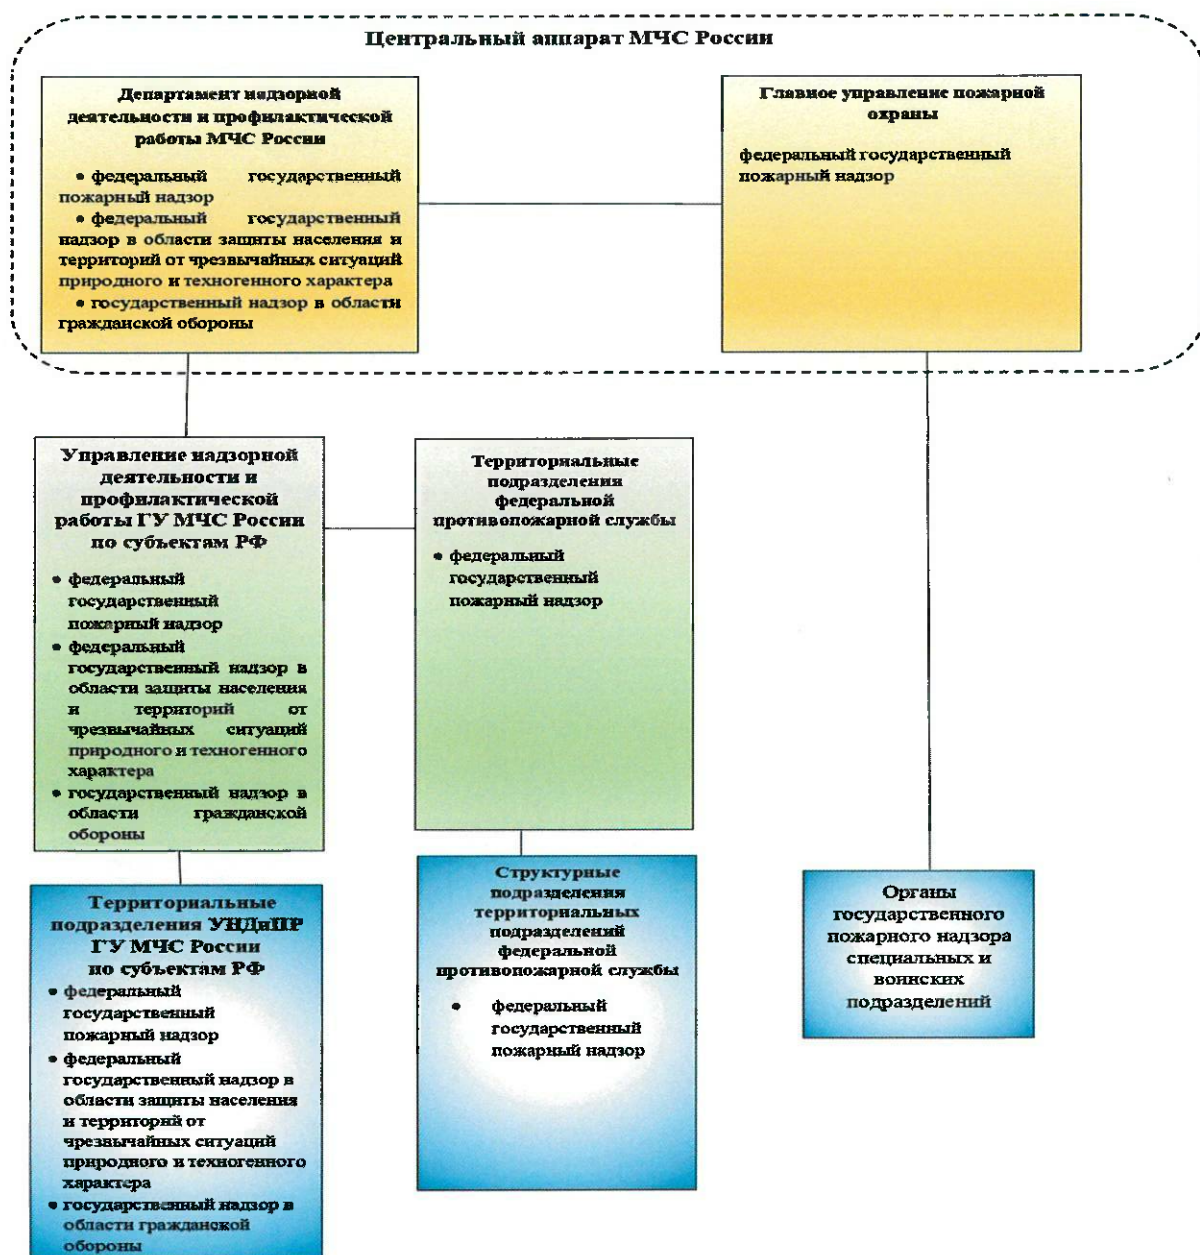 Центральный аппарат МЧС России
Департамент надзорной
деятельности и профилактической
работы МЧС России
• федеральный государственный
пожарный надзор
• федеральный государственный
надзор в области защиты населения и
территорий от чрезвычайных ситуаций
природного и техногенного характера
• государственный надзор в области
гражданской обороны
Главное управление пожарной
охраны
федеральный государственный
пожарный надзор
Управление надзорной
деятельности и
профилактической
работы ГУ МЧС России
по субъектам РФ
• федеральный
государственный
пожарный надзор
• федеральный
государственный надзор в
области защиты населения
и территорий от
чрезвычайных ситуаций
природного и техногенного
характера
• государственный надзор в
области гражданской
обороны
Территориальные
подразделения
федеральной
противопожарной службы
• федеральный
государственный
пожарный надзор
Территориальные
подразделения УНДиПР
ГУ МЧС России
по субъектам РФ
• федеральный
государственный
пожарный надзор
• федеральный
государственный надзор в
области защиты населения
и территорий от
чрезвычайных ситуаций
природного и техногенного
характера
• государственный надзор в
области гражданской
обороны
Структурные
подразделения
территориальных
подразделений
федеральной
противопожарной службы
• федеральный
государственный
пожарный надзор
Органы
государственного
пожарного надзора
специальных и
воинских
подразделений